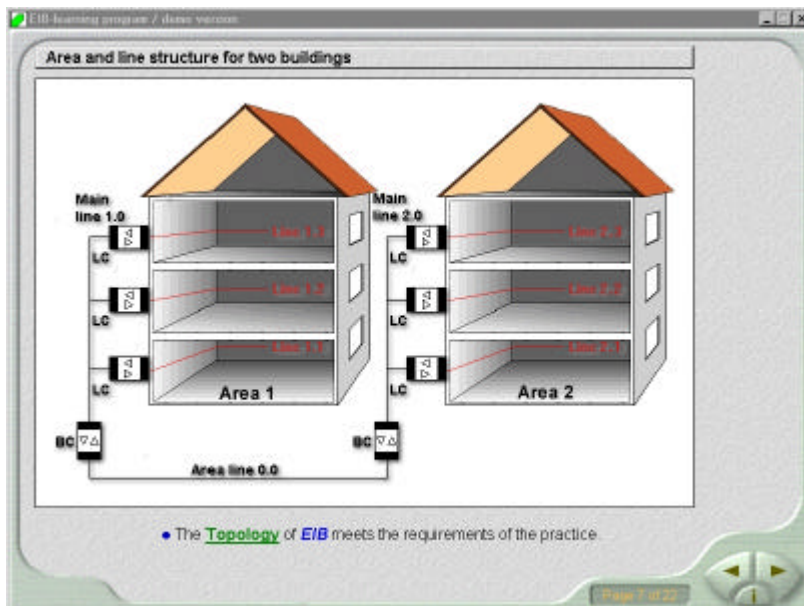 EIB-learning program / demo version
Area and line structure for two buildings
Main
line 1.0
Main
line 2.0
Line 1.3
Line 2.3
LC
LC
Line 1.2
Line 2.2
LC
LC
Line 1.1
Line 2.1
LC
LC
Area 1
Area 2
BC
BC
Area line 0.0
• The Topology of EIB meets the requirements of the practice.
Page 7 of 22
i